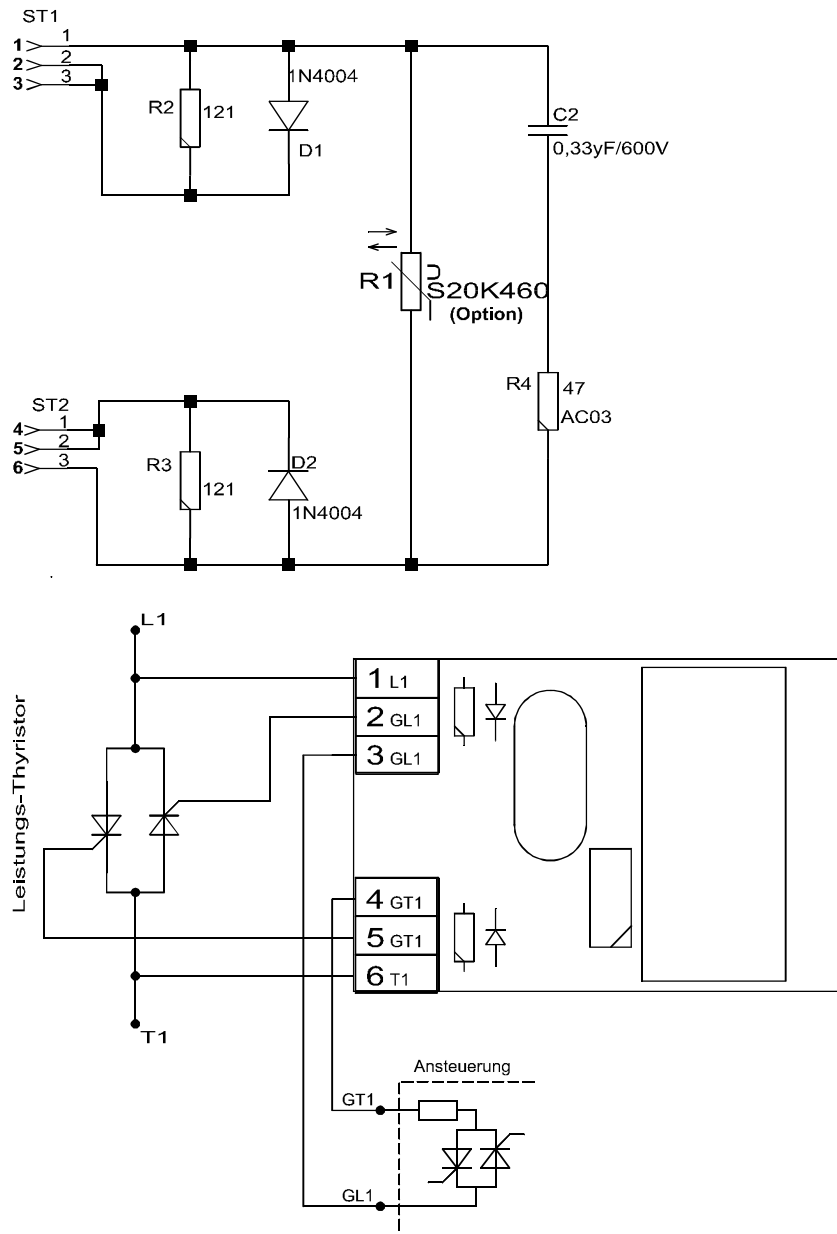 ST1
1 1
2 2
3 3
1N4004
R2 121
D1
C2
0,33yF/600V
R1 S20K460
(Option)
R4 47
AC03
ST2
4 1
5 2
6 3
R3 121
D2
1N4004
L1
Leistungs-Thyristor
1 L1
2 GL1
3 GL1
4 GT1
5 GT1
6 T1
T1
Ansteuerung
GT1
GL1